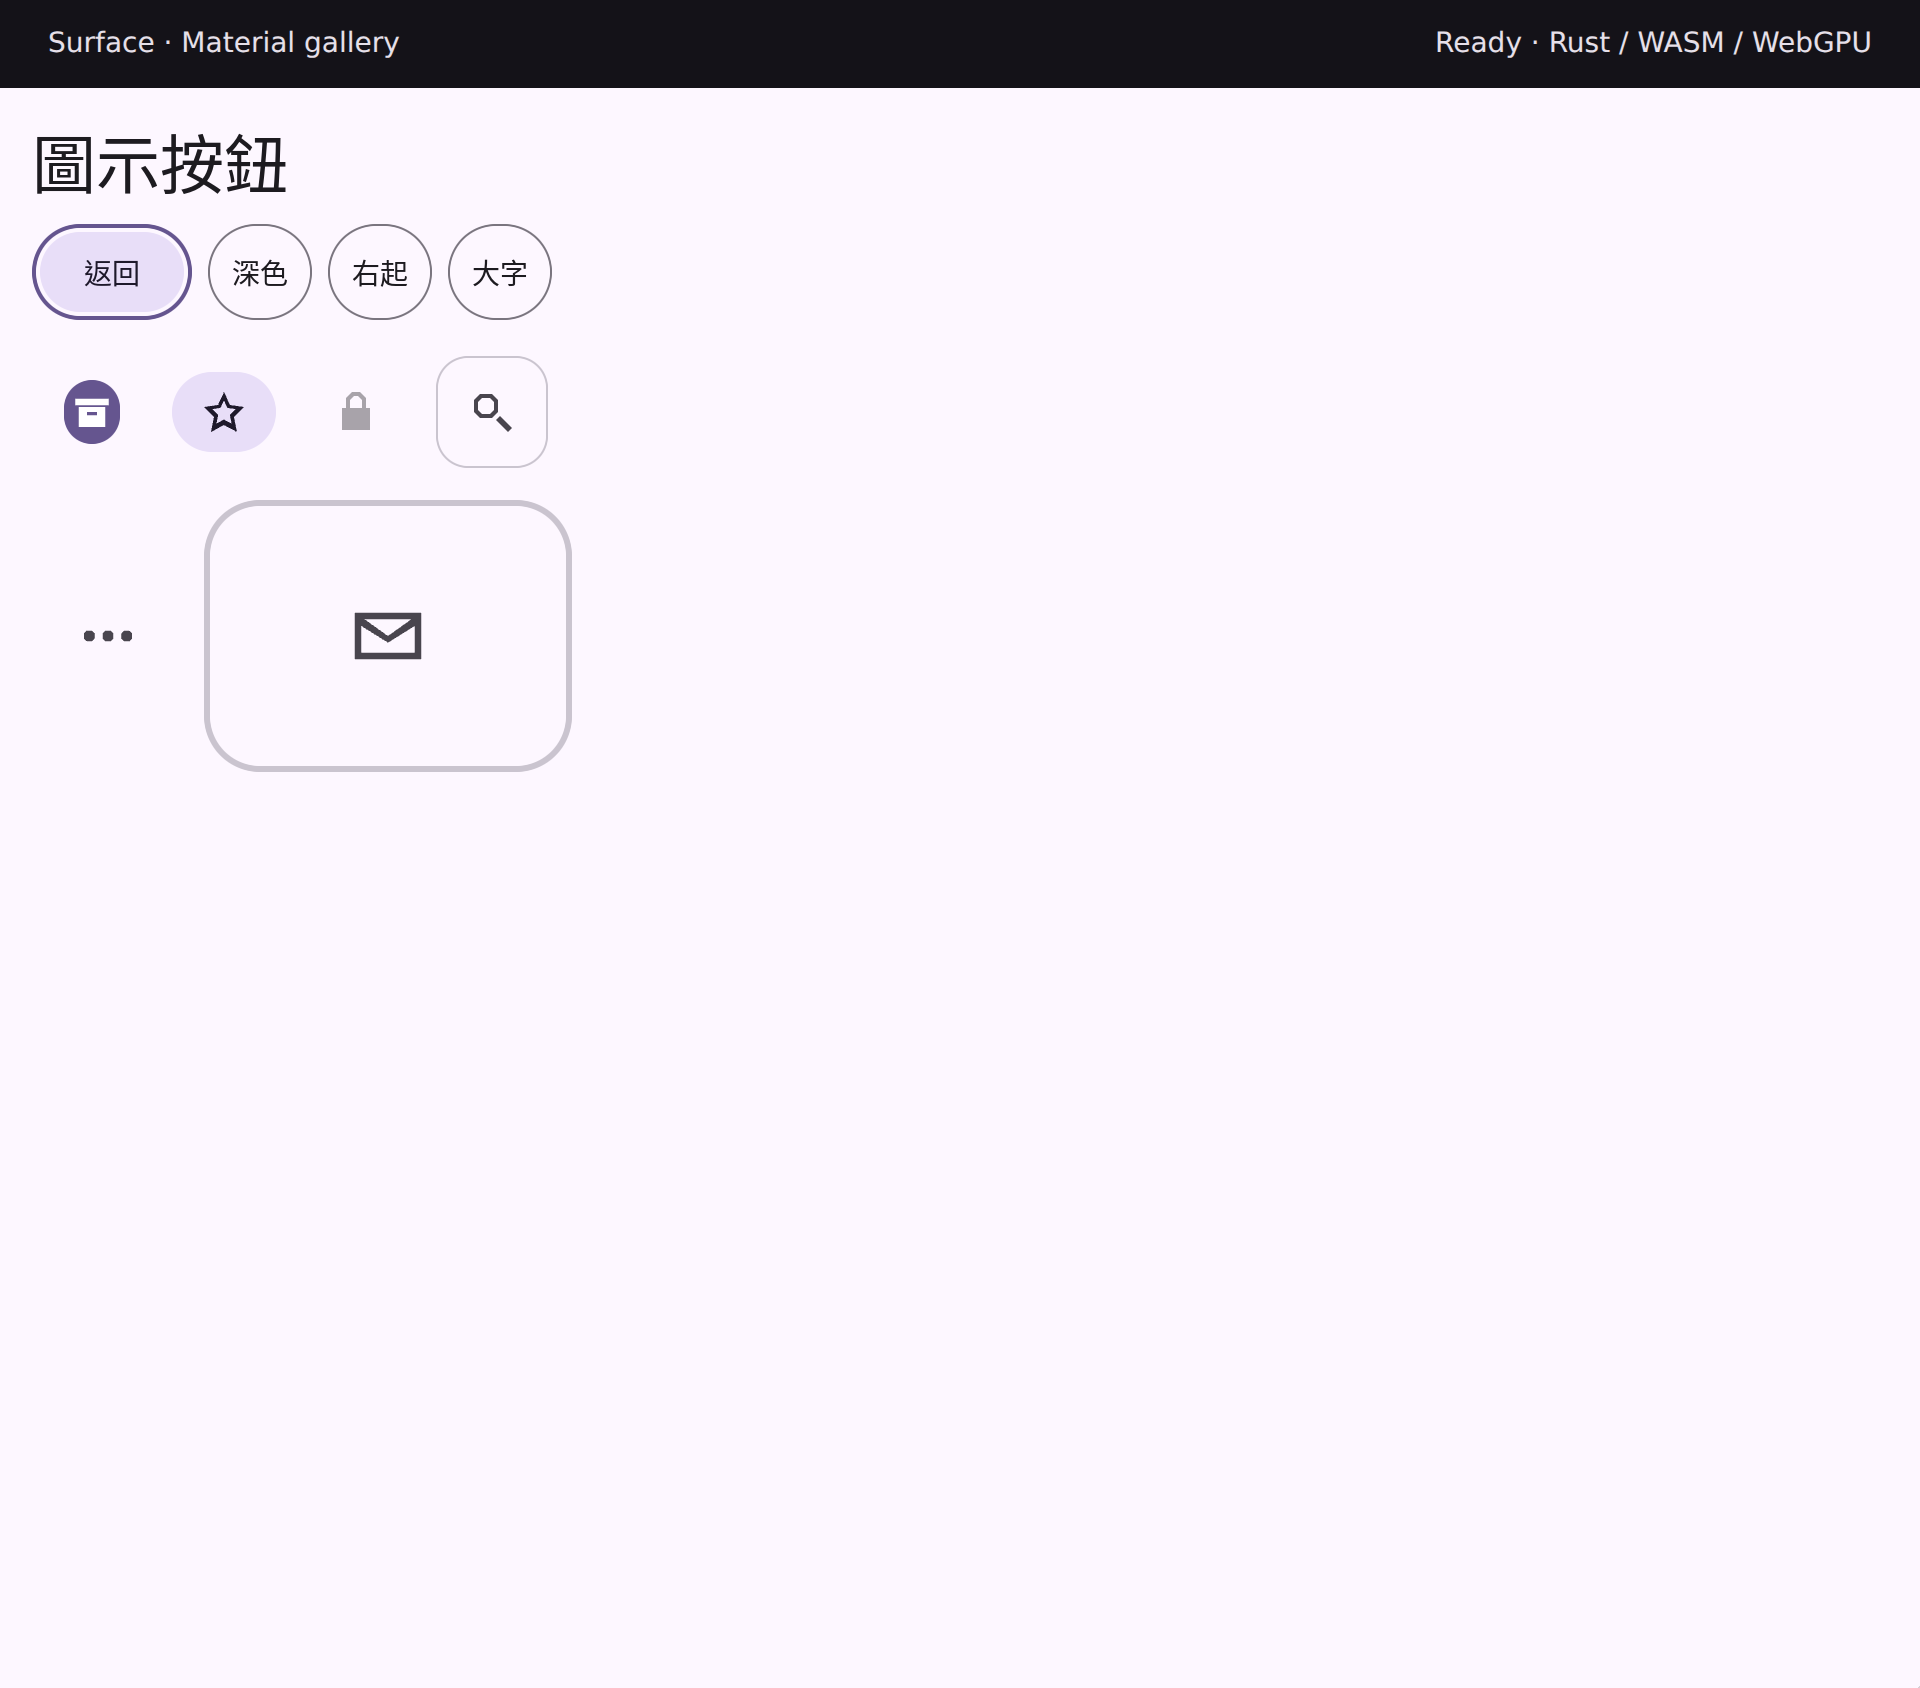 Surface · Material gallery
Ready · Rust / WASM / WebGPU
圖示按鈕
返回
深色
右起
大字